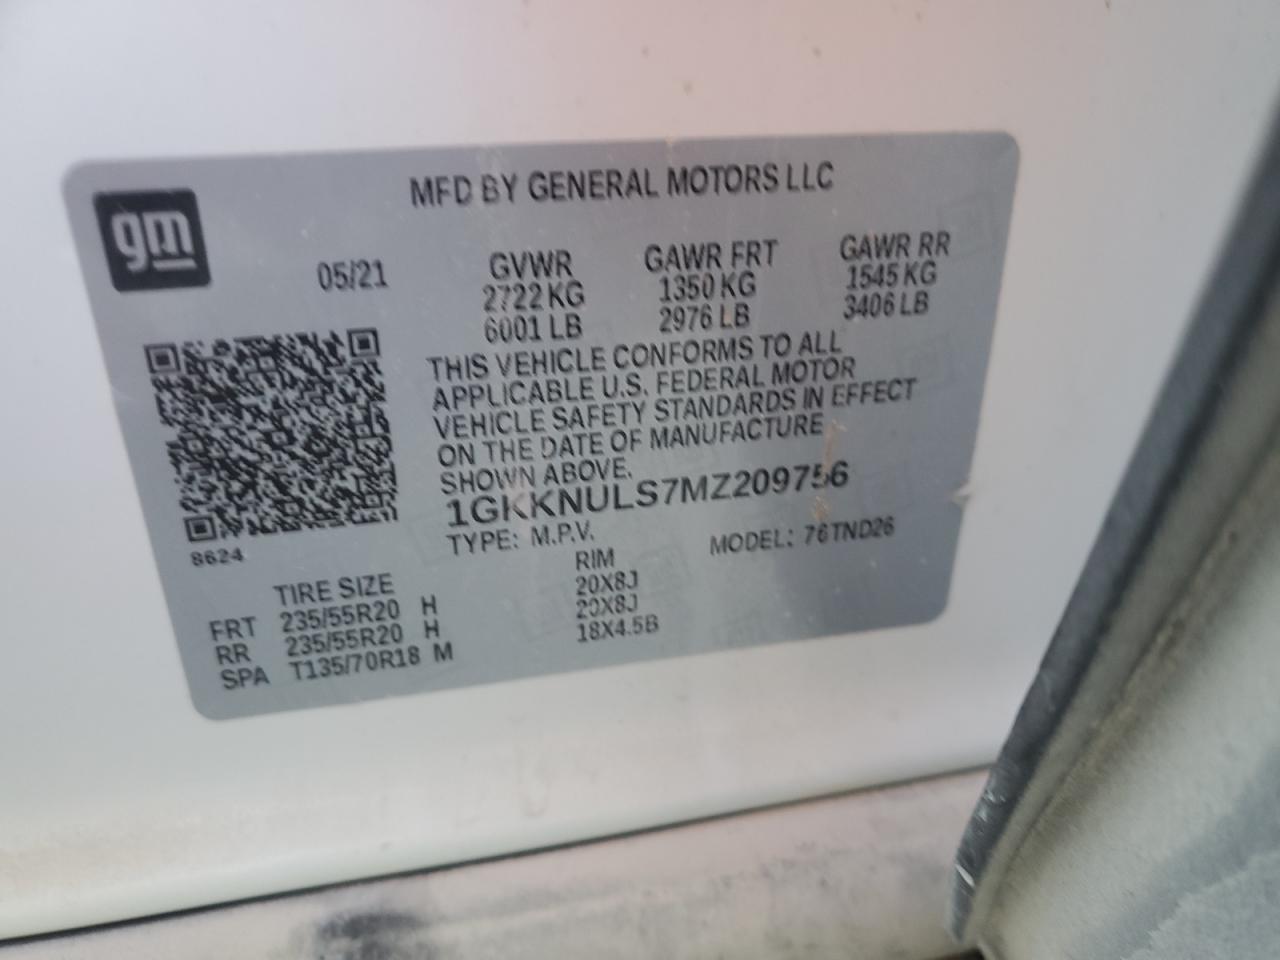 gm
MFD BY GENERAL MOTORS LLC
05/21
GVWR GAWR FRT GAWR RR
2722 KG 1350 KG 1545 KG
6001 LB 2976 LB 3406 LB
THIS VEHICLE CONFORMS TO ALL
APPLICABLE U.S. FEDERAL MOTOR
VEHICLE SAFETY STANDARDS IN EFFECT
ON THE DATE OF MANUFACTURE
SHOWN ABOVE.
1GKKNULS7MZ209756
TYPE: M.P.V. MODEL: 76TND26
8624
TIRE SIZE RIM
FRT 235/55R20 H 20X8J
RR 235/55R20 H 20X8J
SPA T135/70R18 M 18X4.5B